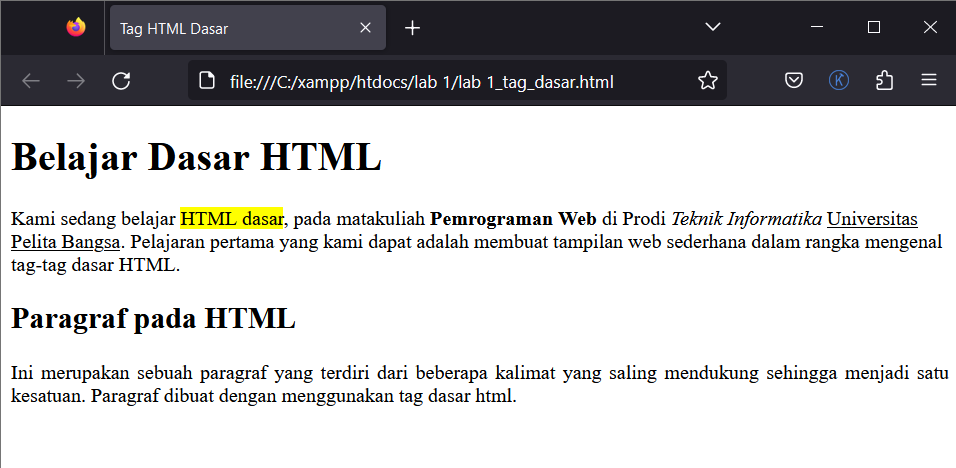 Tag HTML Dasar
file:///C:/xampp/htdocs/lab 1/lab 1_tag_dasar.html
Belajar Dasar HTML
Kami sedang belajar HTML dasar, pada matakuliah Pemrograman Web di Prodi Teknik Informatika Universitas
Pelita Bangsa. Pelajaran pertama yang kami dapat adalah membuat tampilan web sederhana dalam rangka mengenal
tag-tag dasar HTML.
Paragraf pada HTML
Ini merupakan sebuah paragraf yang terdiri dari beberapa kalimat yang saling mendukung sehingga menjadi satu
kesatuan. Paragraf dibuat dengan menggunakan tag dasar html.